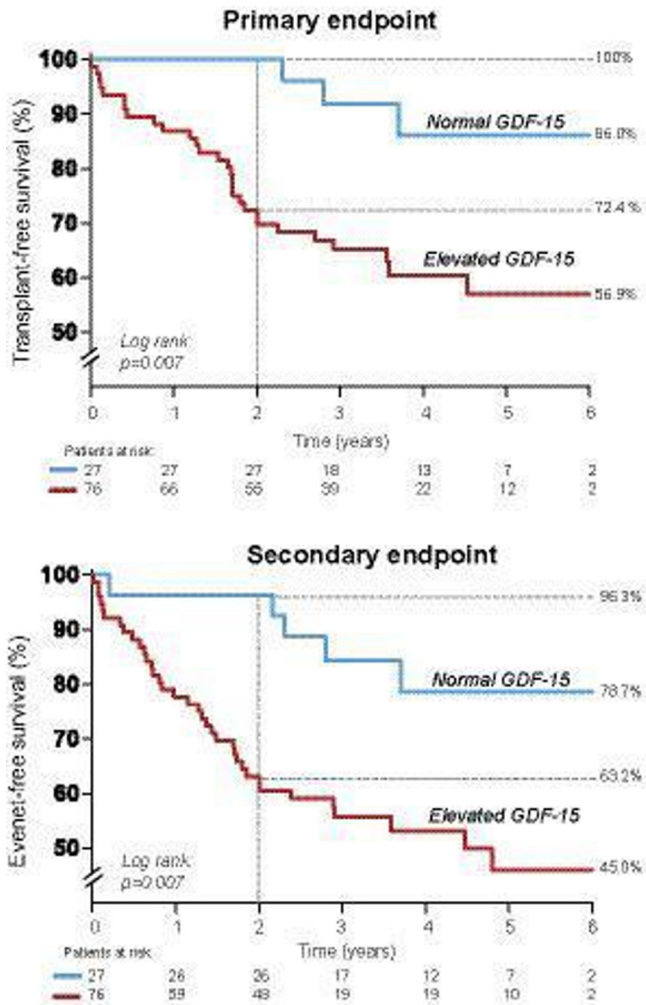 Primary endpoint
Transplant-free survival (%)
100
90
80
70
60
50
100%
Normal GDF-15
86.0%
72.4%
Elevated GDF-15
56.9%
Log rank
p=0.007
0 1 2 3 4 5 6
Time (years)
Patients at risk:
27 27 27 18 13 7 2
76 66 55 39 22 12 2
Secondary endpoint
Evenet-free survival (%)
100
90
80
70
60
50
96.3%
Normal GDF-15
78.7%
Elevated GDF-15
Log rank
p=0.007
0 1 2 3 4 5 6
Time (years)
Patients at risk:
27 26 26 17 12 7 2
76 59 48 19 19 10 2